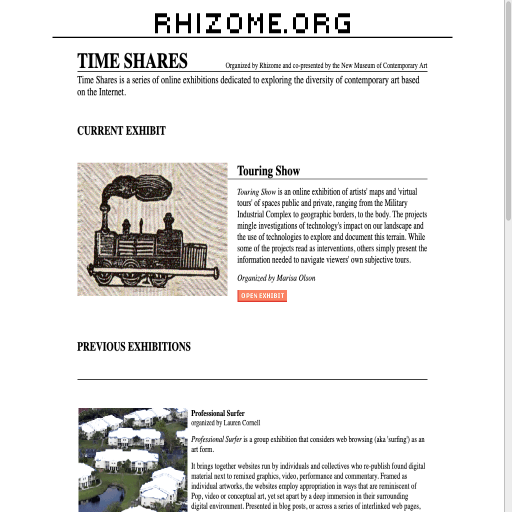 RHIZOME.ORG
TIME SHARES
Organized by Rhizome and co-presented by the New Museum of Contemporary Art
Time Shares is a series of online exhibitions dedicated to exploring the diversity of contemporary art based
on the Internet.
CURRENT EXHIBIT
Touring Show
Touring Show is an online exhibition of artists' maps and 'virtual
tours' of spaces public and private, ranging from the Military
Industrial Complex to geographic borders, to the body. The projects
mingle investigations of technology's impact on our landscape and
the use of technologies to explore and document this terrain. While
some of the projects read as interventions, others simply present the
information needed to navigate viewers' own subjective tours.
Organized by Marisa Olson
OPEN EXHIBIT
PREVIOUS EXHIBITIONS
Professional Surfer
organized by Lauren Cornell
Professional Surfer is a group exhibition that considers web browsing (aka 'surfing') as an
art form.
It brings together websites run by individuals and collectives who re-publish found digital
material next to remixed graphics, video, performance and commentary. Framed as
individual artworks, the websites employ appropriation in ways that are reminiscent of
Pop, video or conceptual art, yet set apart by a deep immersion in their surrounding
digital environment. Presented in blog posts, or across a series of interlinked web pages,